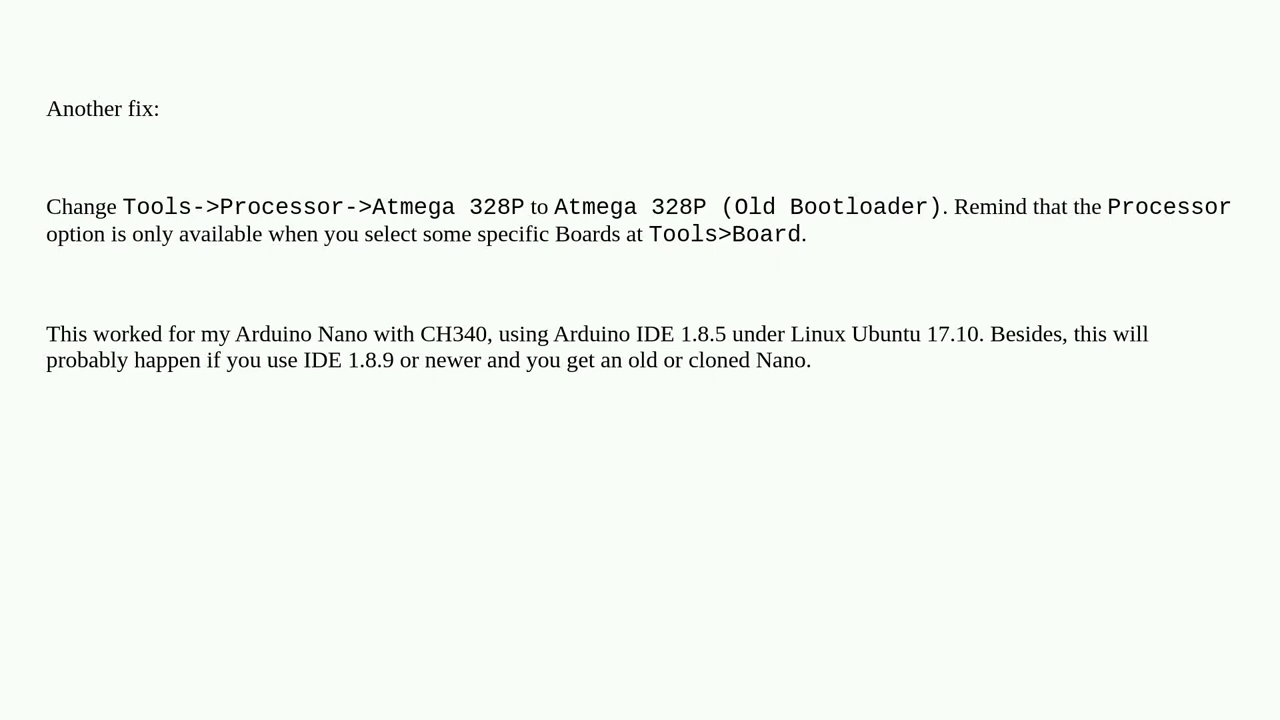 Another fix:
Change Tools->Processor->Atmega 328P to Atmega 328P (Old Bootloader). Remind that the Processor
option is only available when you select some specific Boards at Tools>Board.
This worked for my Arduino Nano with CH340, using Arduino IDE 1.8.5 under Linux Ubuntu 17.10. Besides, this will
probably happen if you use IDE 1.8.9 or newer and you get an old or cloned Nano.